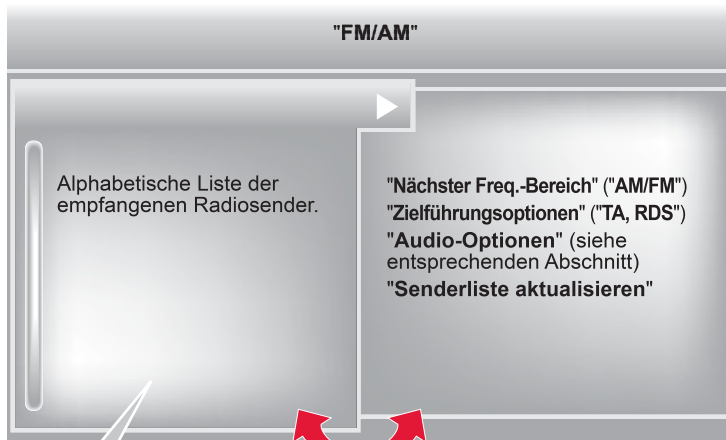 "FM/AM"
Alphabetische Liste der
empfangenen Radiosender.
"Nächster Freq.-Bereich" ("AM/FM")
"Zielführungsoptionen" ("TA, RDS")
"Audio-Optionen" (siehe
entsprechenden Abschnitt)
"Senderliste aktualisieren"